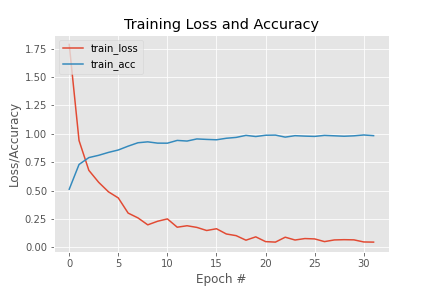 Training Loss and Accuracy
train_loss
train_acc
Loss/Accuracy
1.75
1.50
1.25
1.00
0.75
0.50
0.25
0.00
0 5 10 15 20 25 30
Epoch #